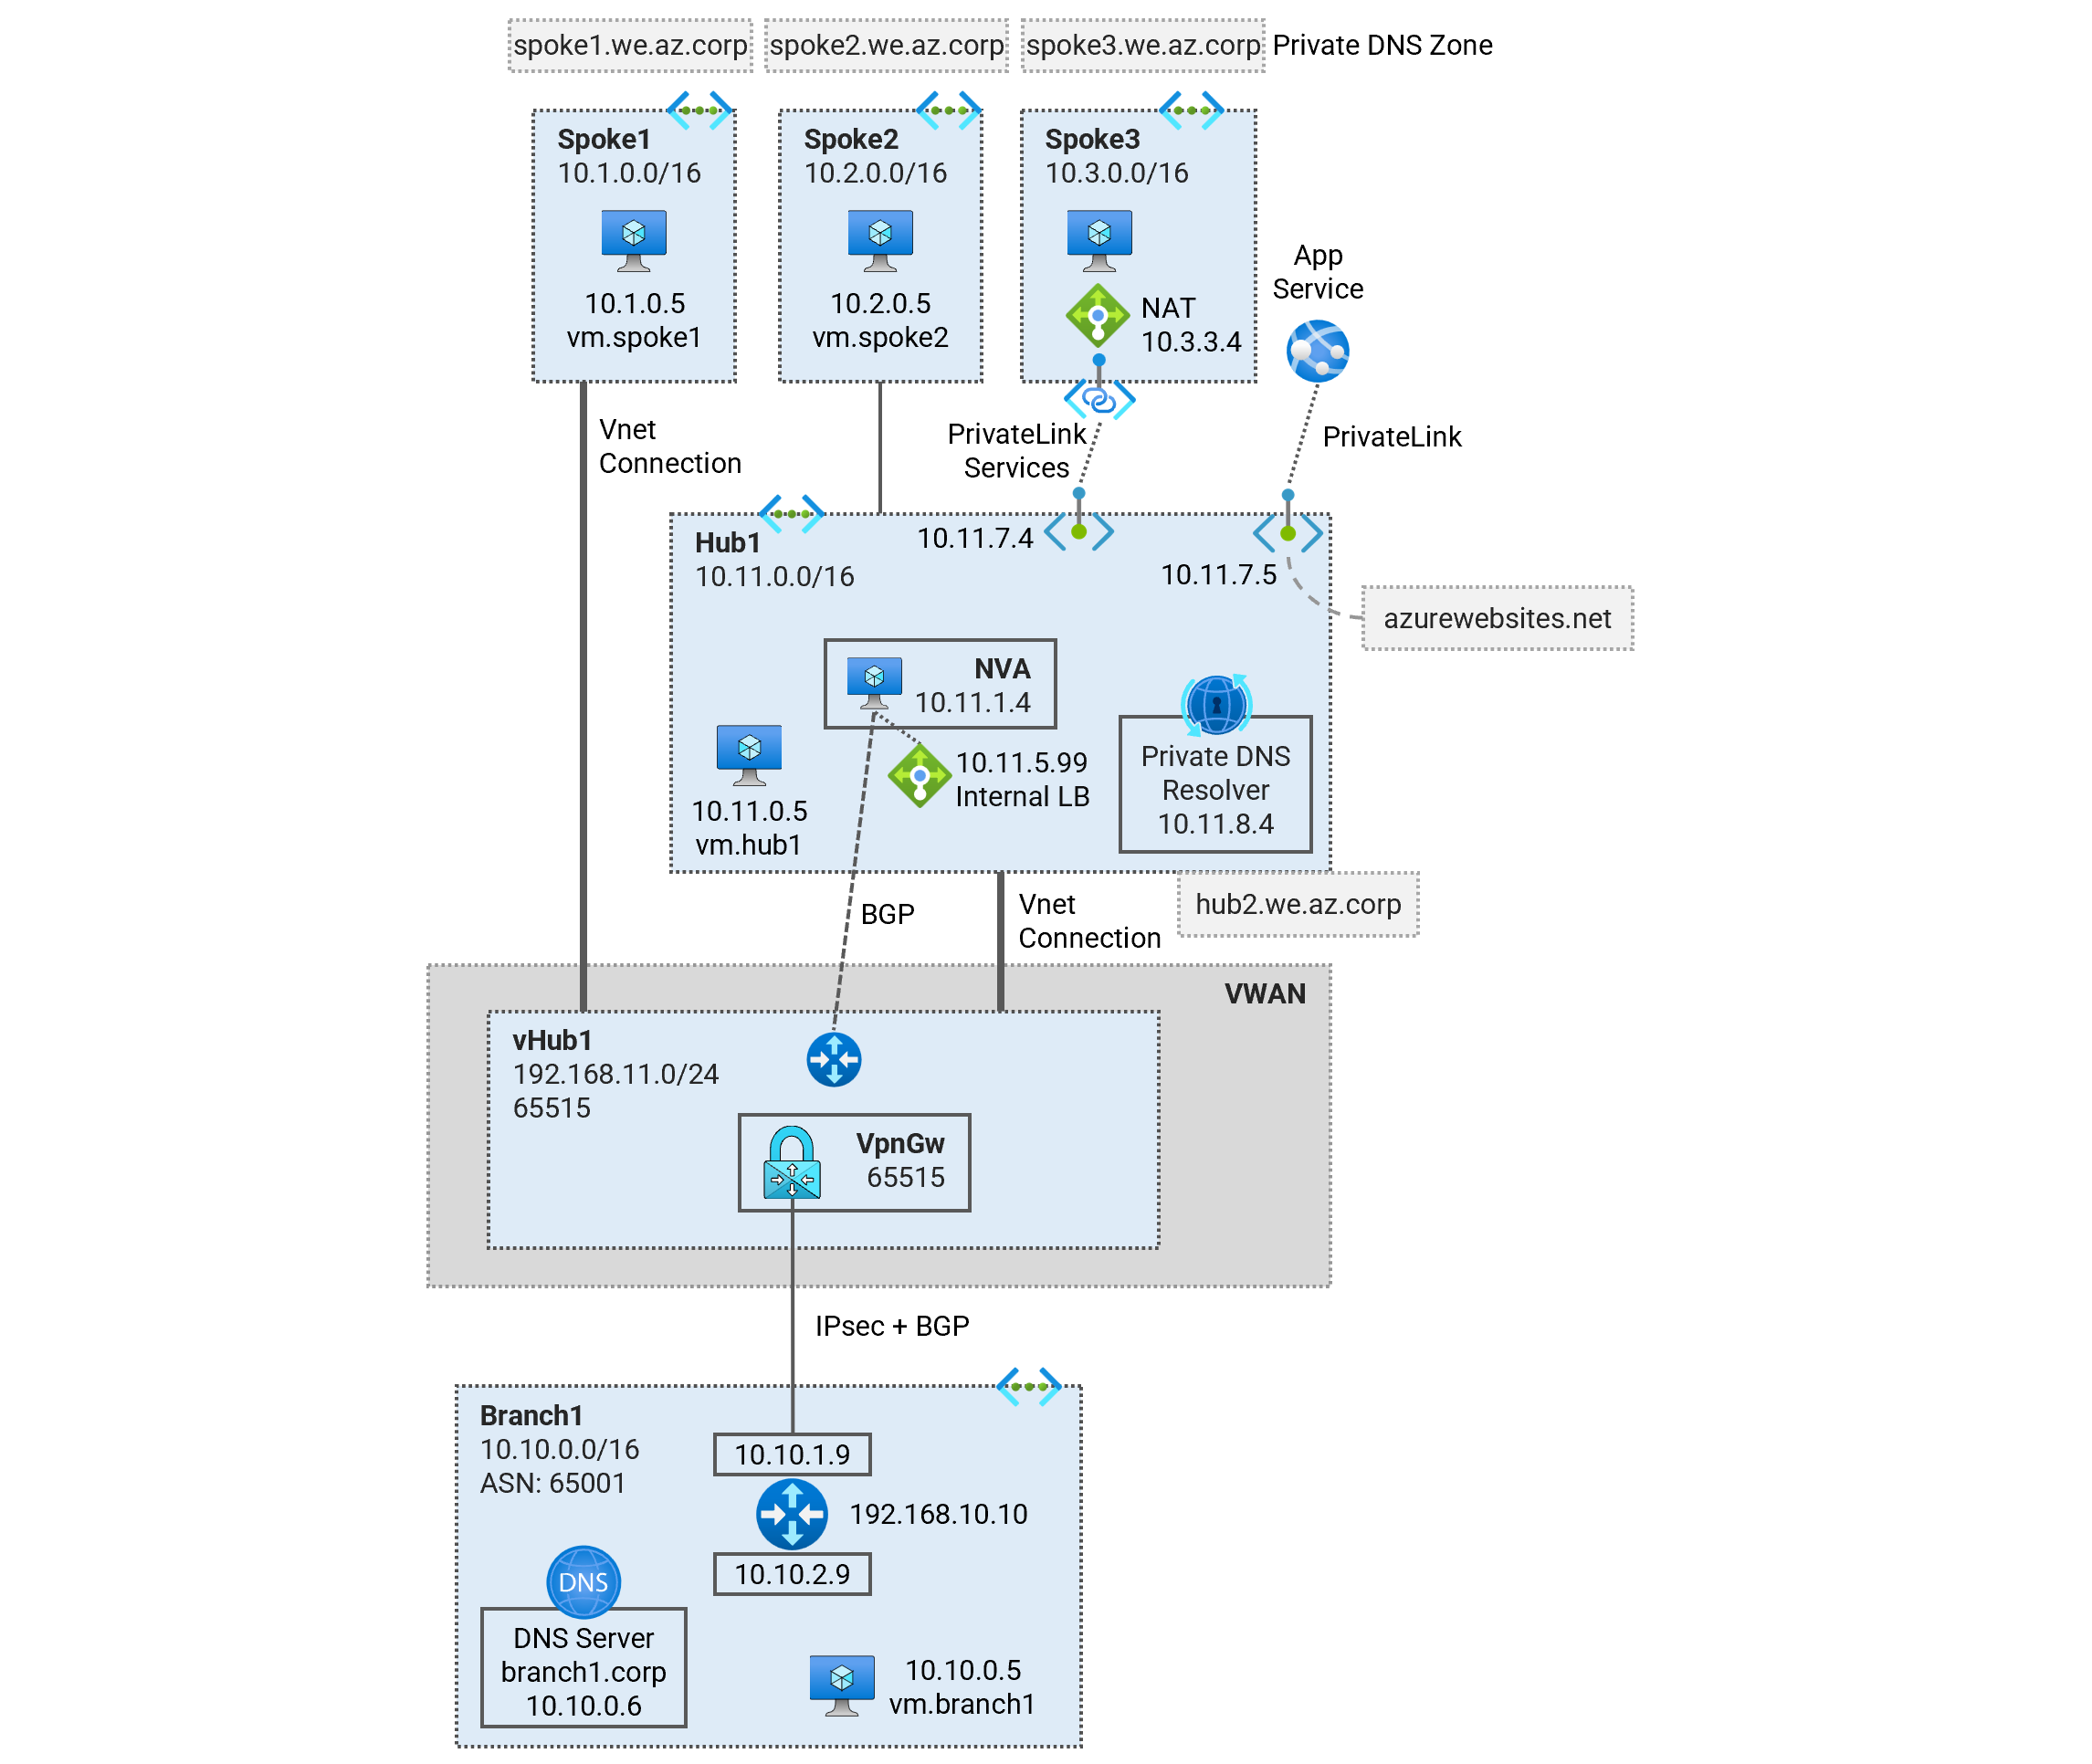 spoke1.we.az.corp
spoke2.we.az.corp
spoke3.we.az.corp
Private DNS Zone
Spoke1
10.1.0.0/16
10.1.0.5
vm.spoke1
Spoke2
10.2.0.0/16
10.2.0.5
vm.spoke2
Spoke3
10.3.0.0/16
NAT
10.3.3.4
App
Service
Vnet
Connection
PrivateLink
Services
PrivateLink
Hub1
10.11.0.0/16
10.11.7.4
10.11.7.5
azurewebsites.net
NVA
10.11.1.4
10.11.5.99
Internal LB
10.11.0.5
vm.hub1
Private DNS
Resolver
10.11.8.4
BGP
Vnet
Connection
hub2.we.az.corp
VWAN
vHub1
192.168.11.0/24
65515
VpnGw
65515
IPsec + BGP
Branch1
10.10.0.0/16
ASN: 65001
10.10.1.9
192.168.10.10
10.10.2.9
DNS
DNS Server
branch1.corp
10.10.0.6
10.10.0.5
vm.branch1